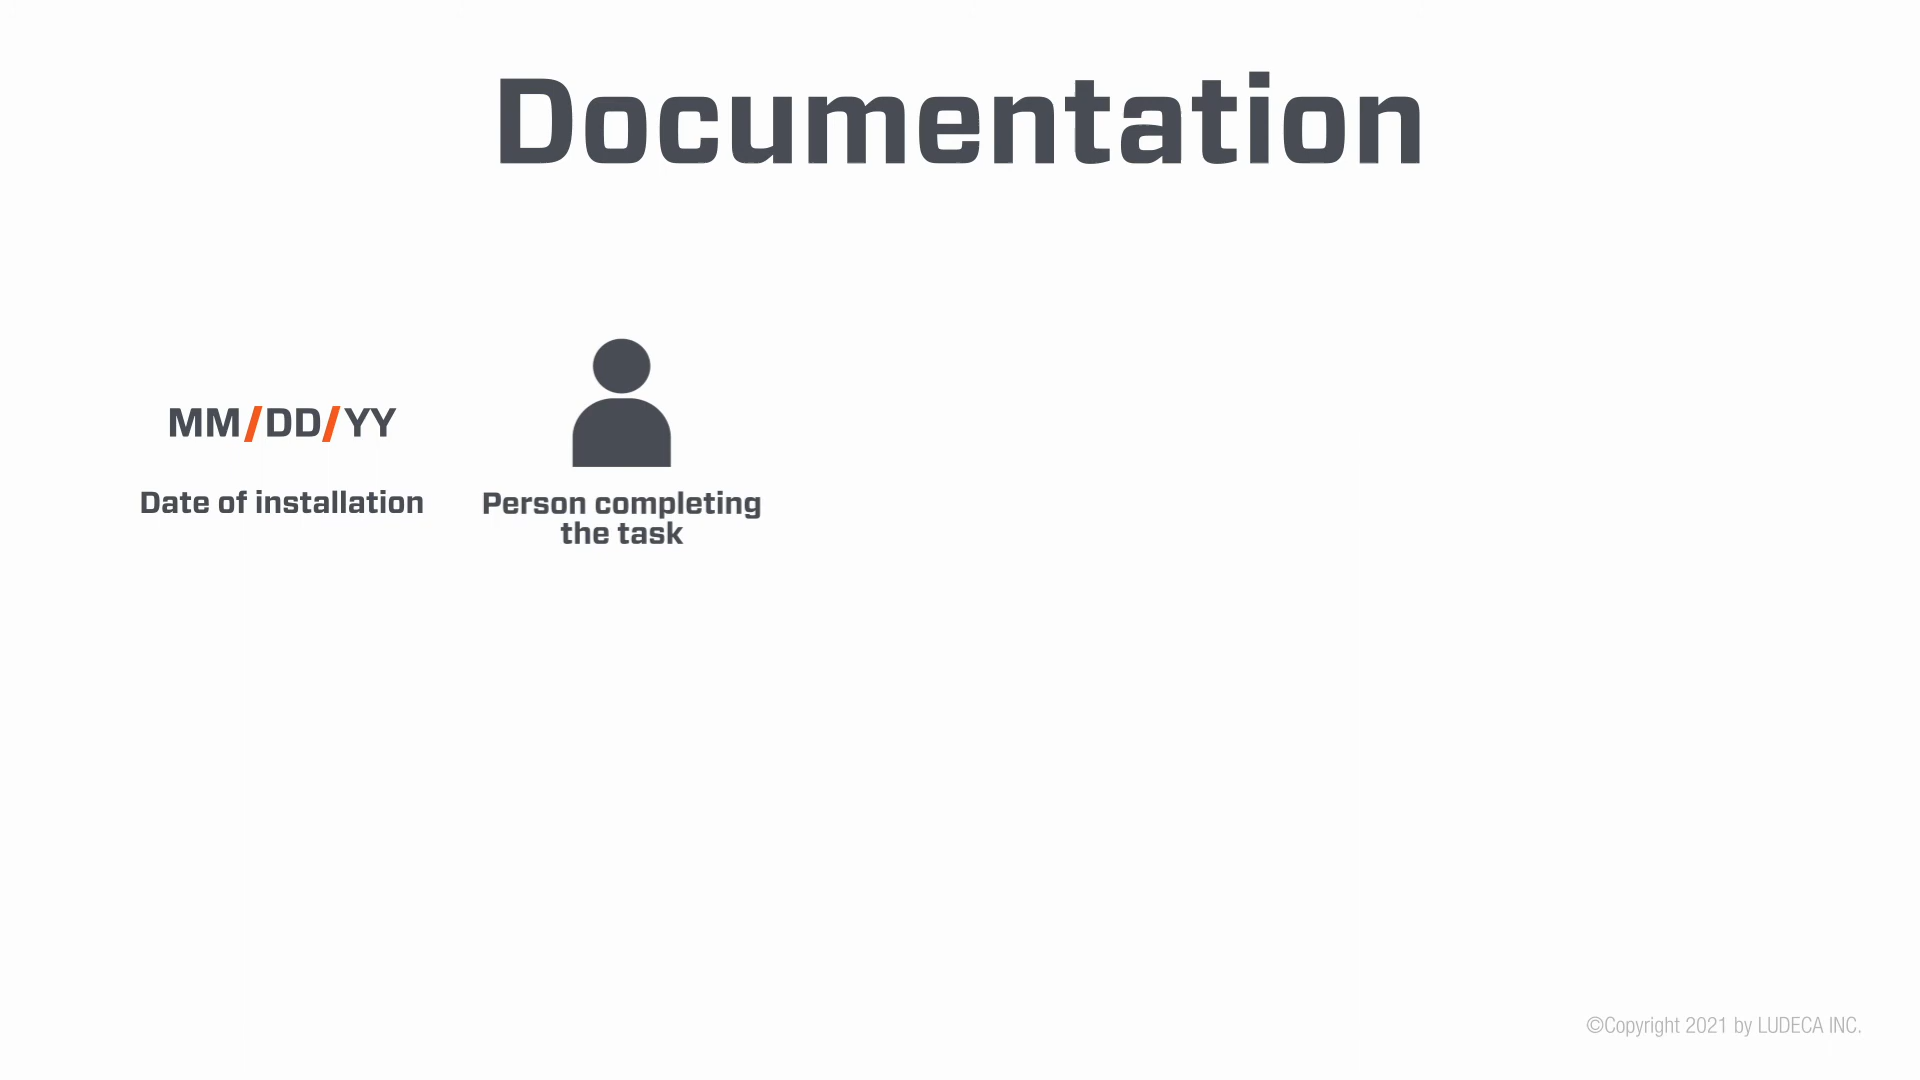 Documentation
MM/DD/YY
Date of installation
Person completing
the task
©Copyright 2021 by LUDECA INC.